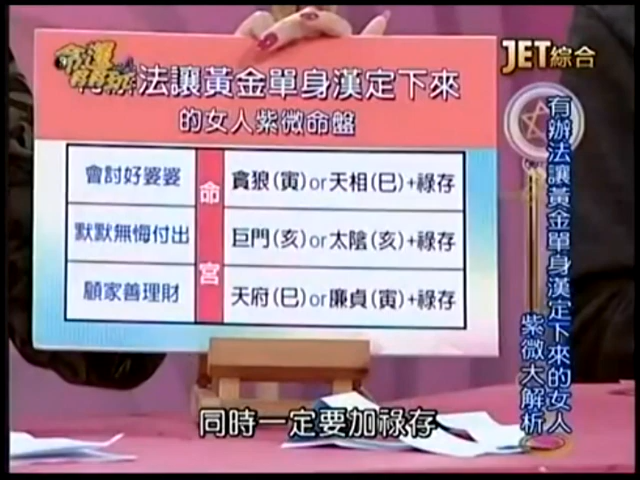 命運
JET綜合
法讓黃金單身漢定下來
的女人紫微命盤
會討好婆婆
命宮
貪狼(寅)or天相(巳)+祿存
默默無悔付出
巨門(亥)or太陰(亥)+祿存
顧家善理財
天府(巳)or廉貞(寅)+祿存
有辦法讓黃金單身漢定下來的女人
紫微大解析
同時一定要加祿存